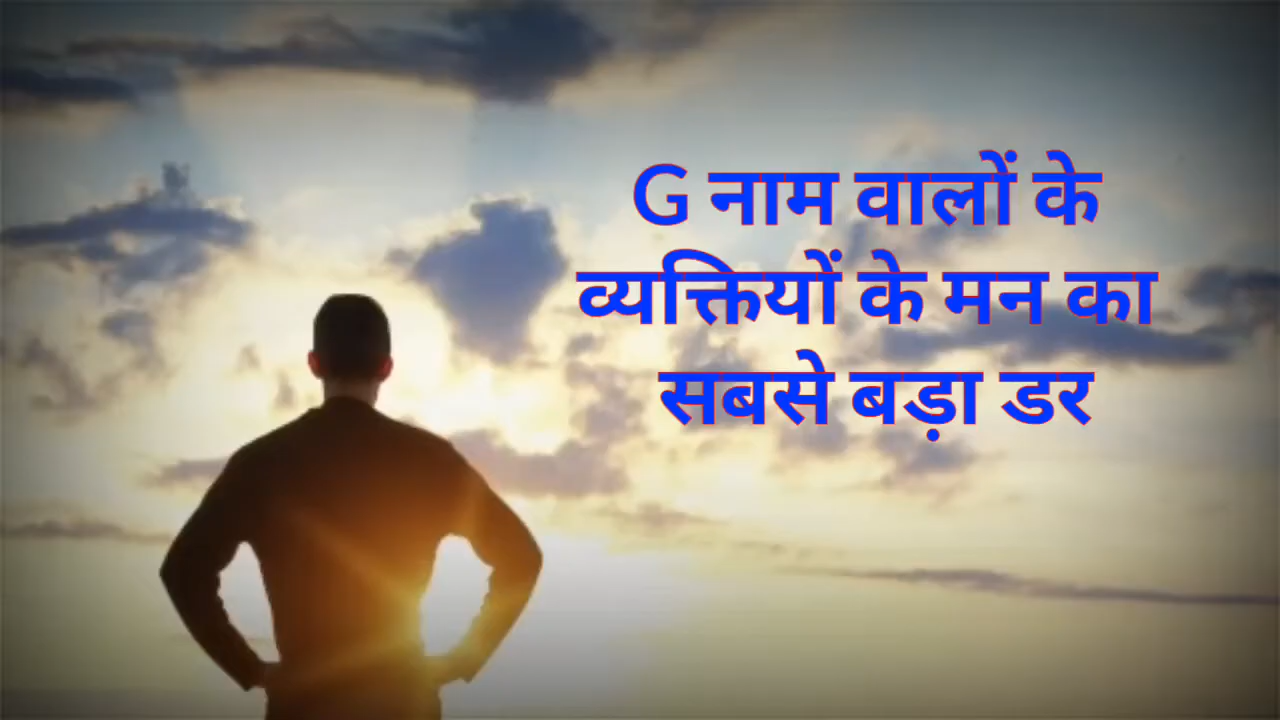 G नाम वालों के
व्यक्तियों के मन का
सबसे बड़ा डर